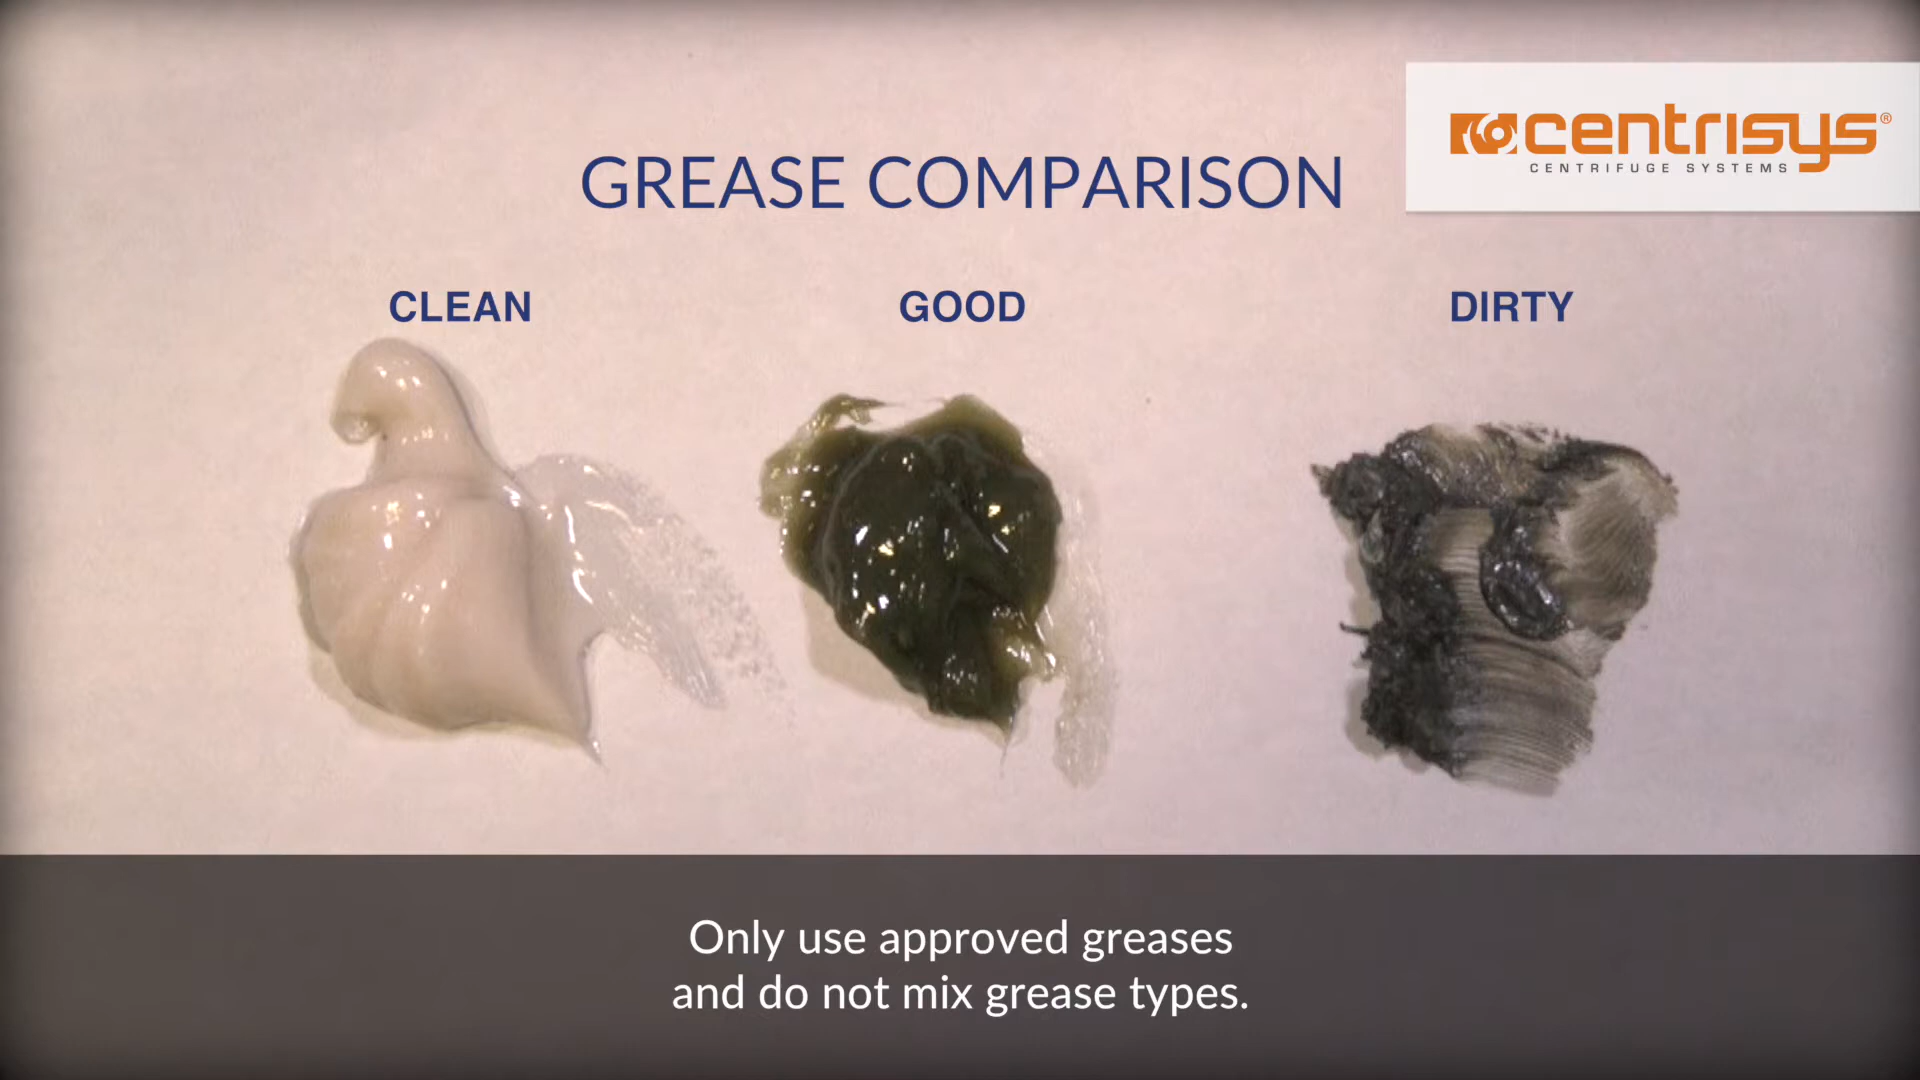 centrisys®
CENTRIFUGE SYSTEMS
GREASE COMPARISON
CLEAN GOOD DIRTY
Only use approved greases
and do not mix grease types.